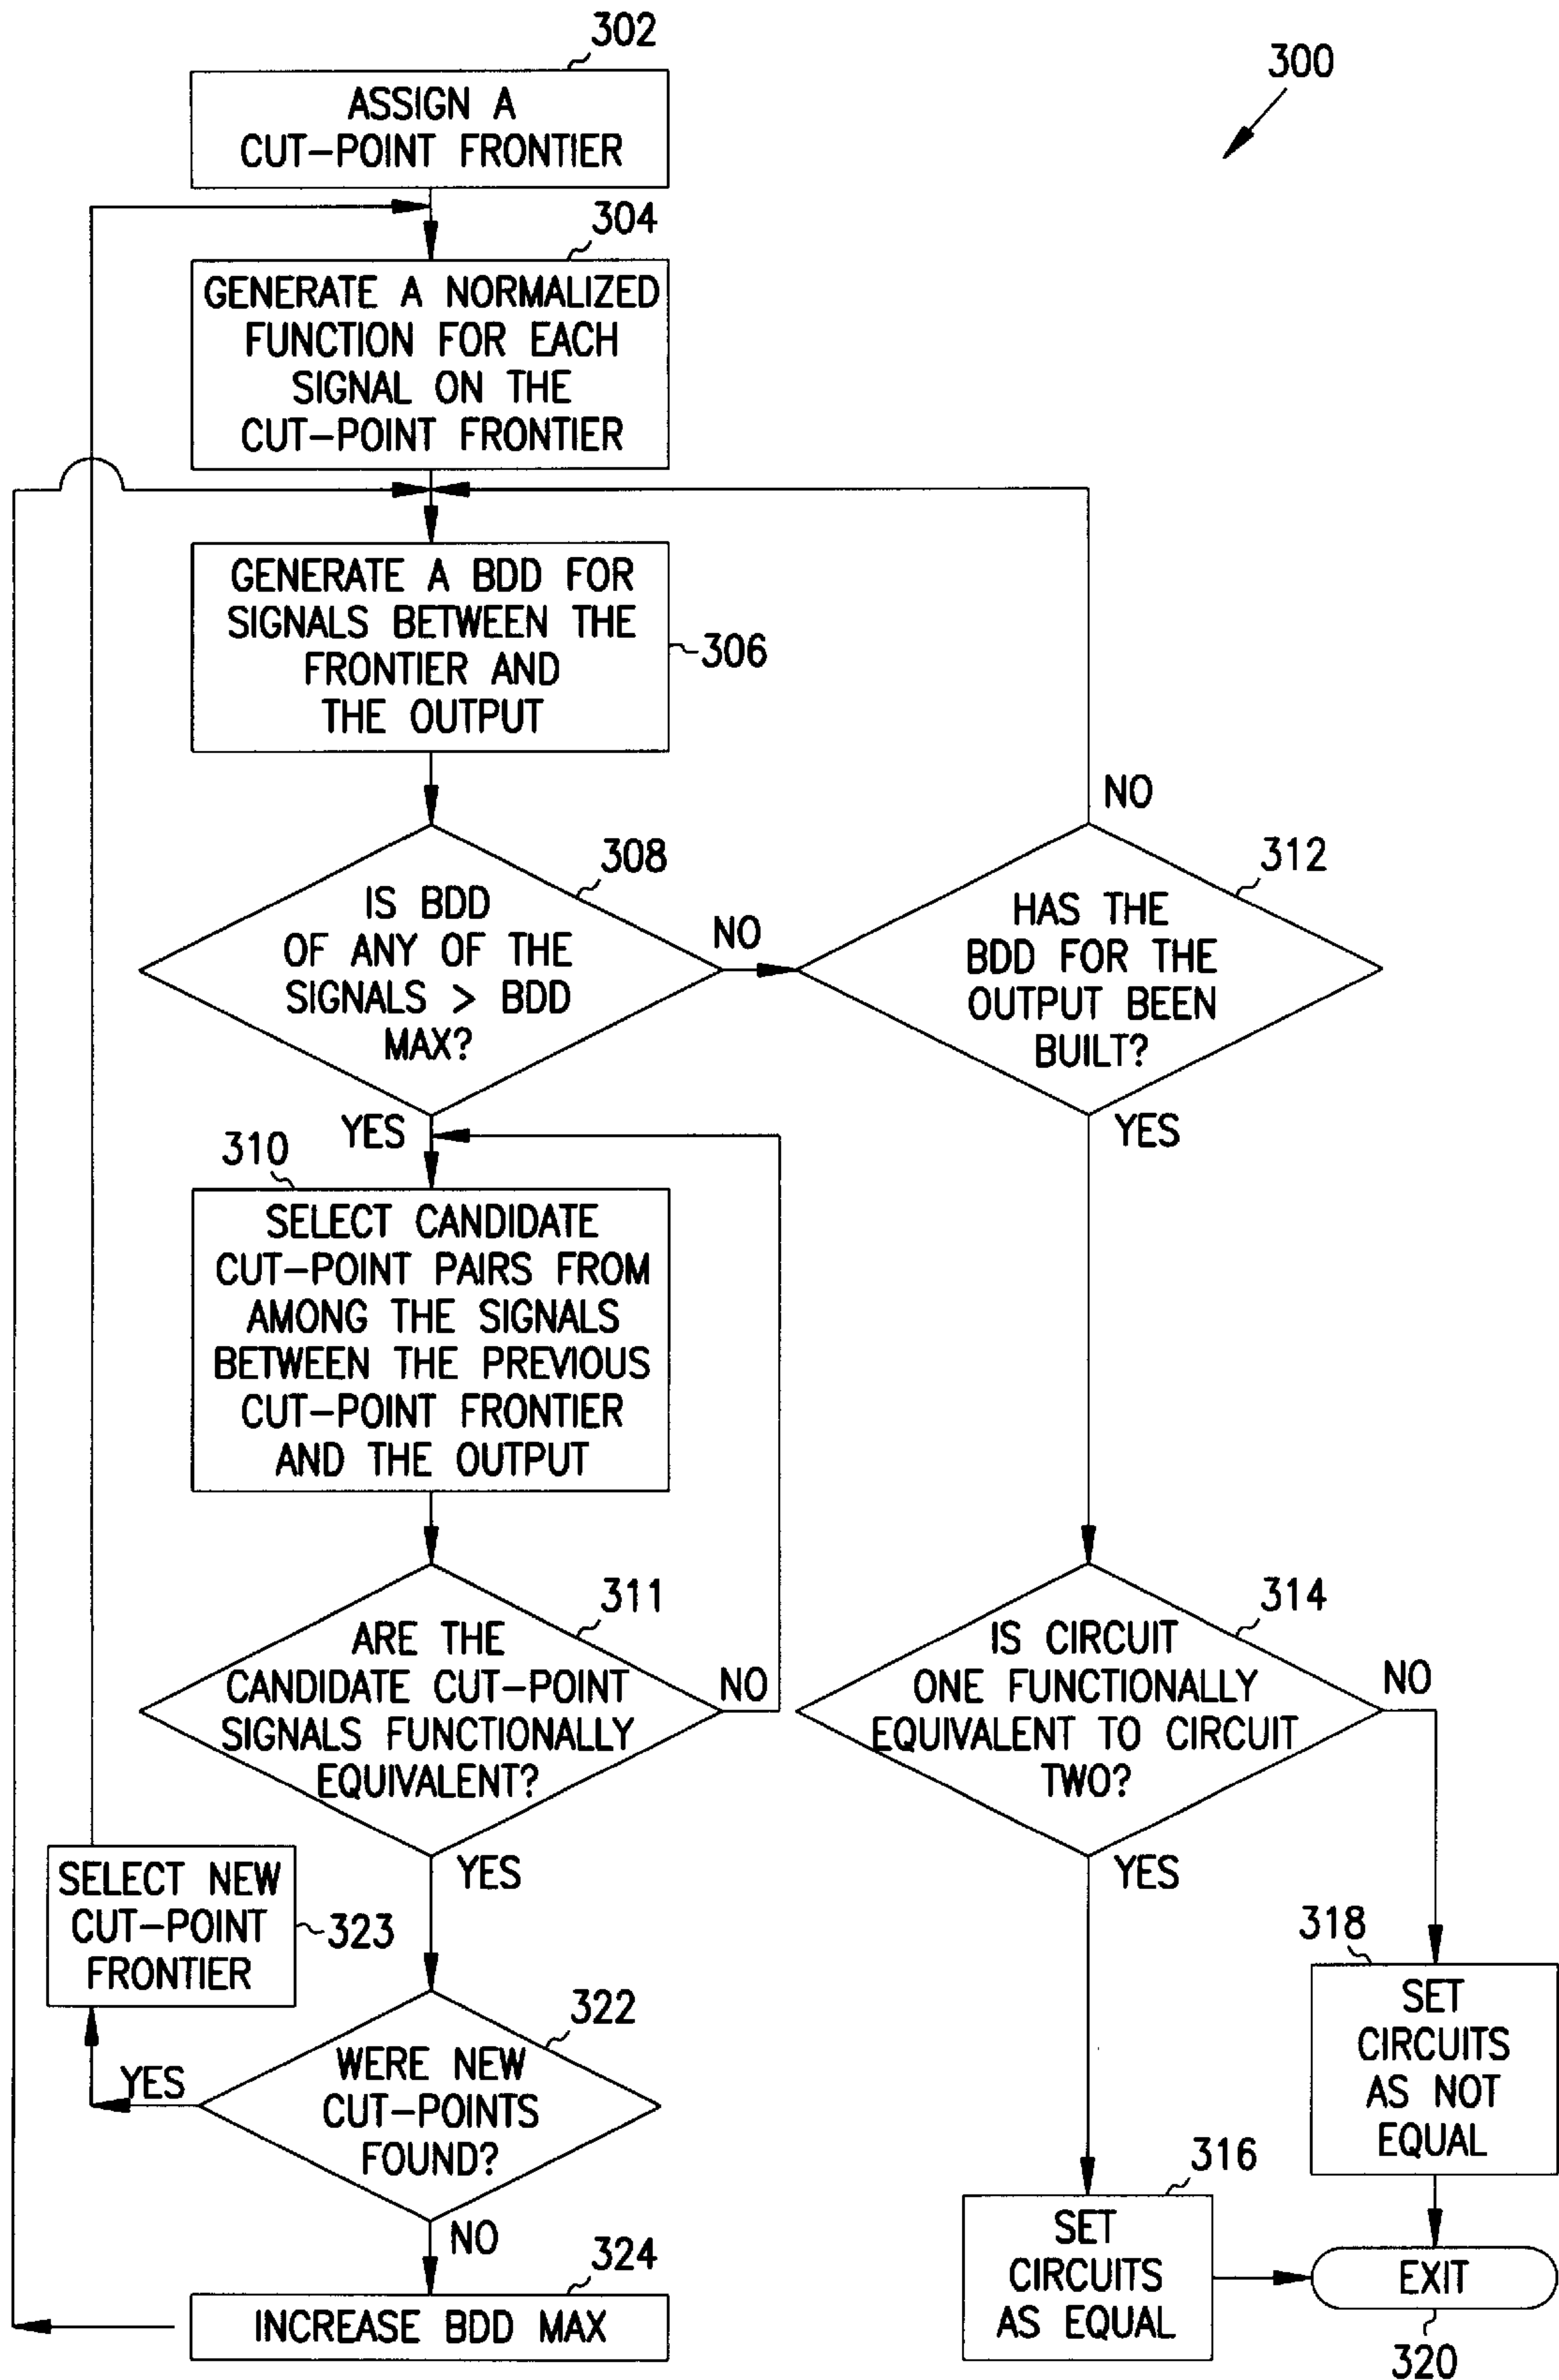 302
300
ASSIGN A
CUT-POINT FRONTIER
304
GENERATE A NORMALIZED
FUNCTION FOR EACH
SIGNAL ON THE
CUT-POINT FRONTIER
GENERATE A BDD FOR
SIGNALS BETWEEN THE
FRONTIER AND
THE OUTPUT
306
308
IS BDD
OF ANY OF THE
SIGNALS > BDD
MAX?
NO
YES
NO
312
HAS THE
BDD FOR THE
OUTPUT BEEN
BUILT?
YES
310
SELECT CANDIDATE
CUT-POINT PAIRS FROM
AMONG THE SIGNALS
BETWEEN THE PREVIOUS
CUT-POINT FRONTIER
AND THE OUTPUT
311
ARE THE
CANDIDATE CUT-POINT
SIGNALS FUNCTIONALLY
EQUIVALENT?
NO
YES
314
IS CIRCUIT
ONE FUNCTIONALLY
EQUIVALENT TO CIRCUIT
TWO?
NO
YES
SELECT NEW
CUT-POINT
FRONTIER
323
322
WERE NEW
CUT-POINTS
FOUND?
YES
NO
318
SET
CIRCUITS
AS NOT
EQUAL
316
SET
CIRCUITS
AS EQUAL
324
INCREASE BDD MAX
EXIT
320